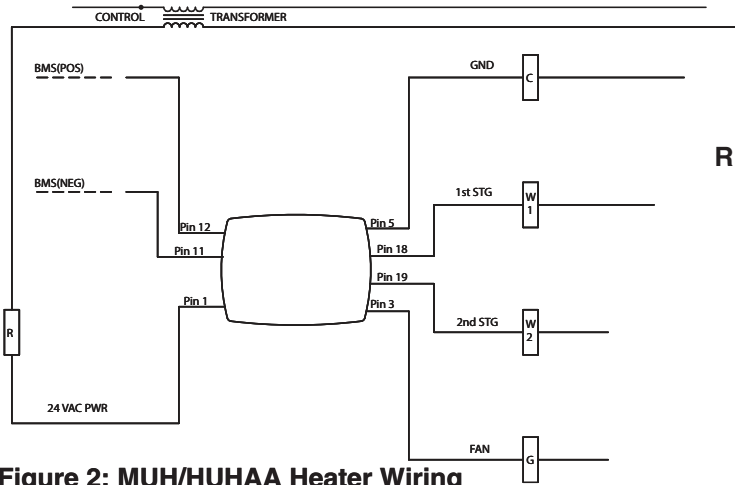 CONTROL TRANSFORMER
BMS(POS)
GND
C
R
BMS(NEG)
1st STG
W
1
Pin 12
Pin 5
Pin 11
Pin 18
Pin 19
Pin 1
Pin 3
R
2nd STG
W
2
24 VAC PWR
FAN
G
Figure 2: MUH/HUHAA Heater Wiring